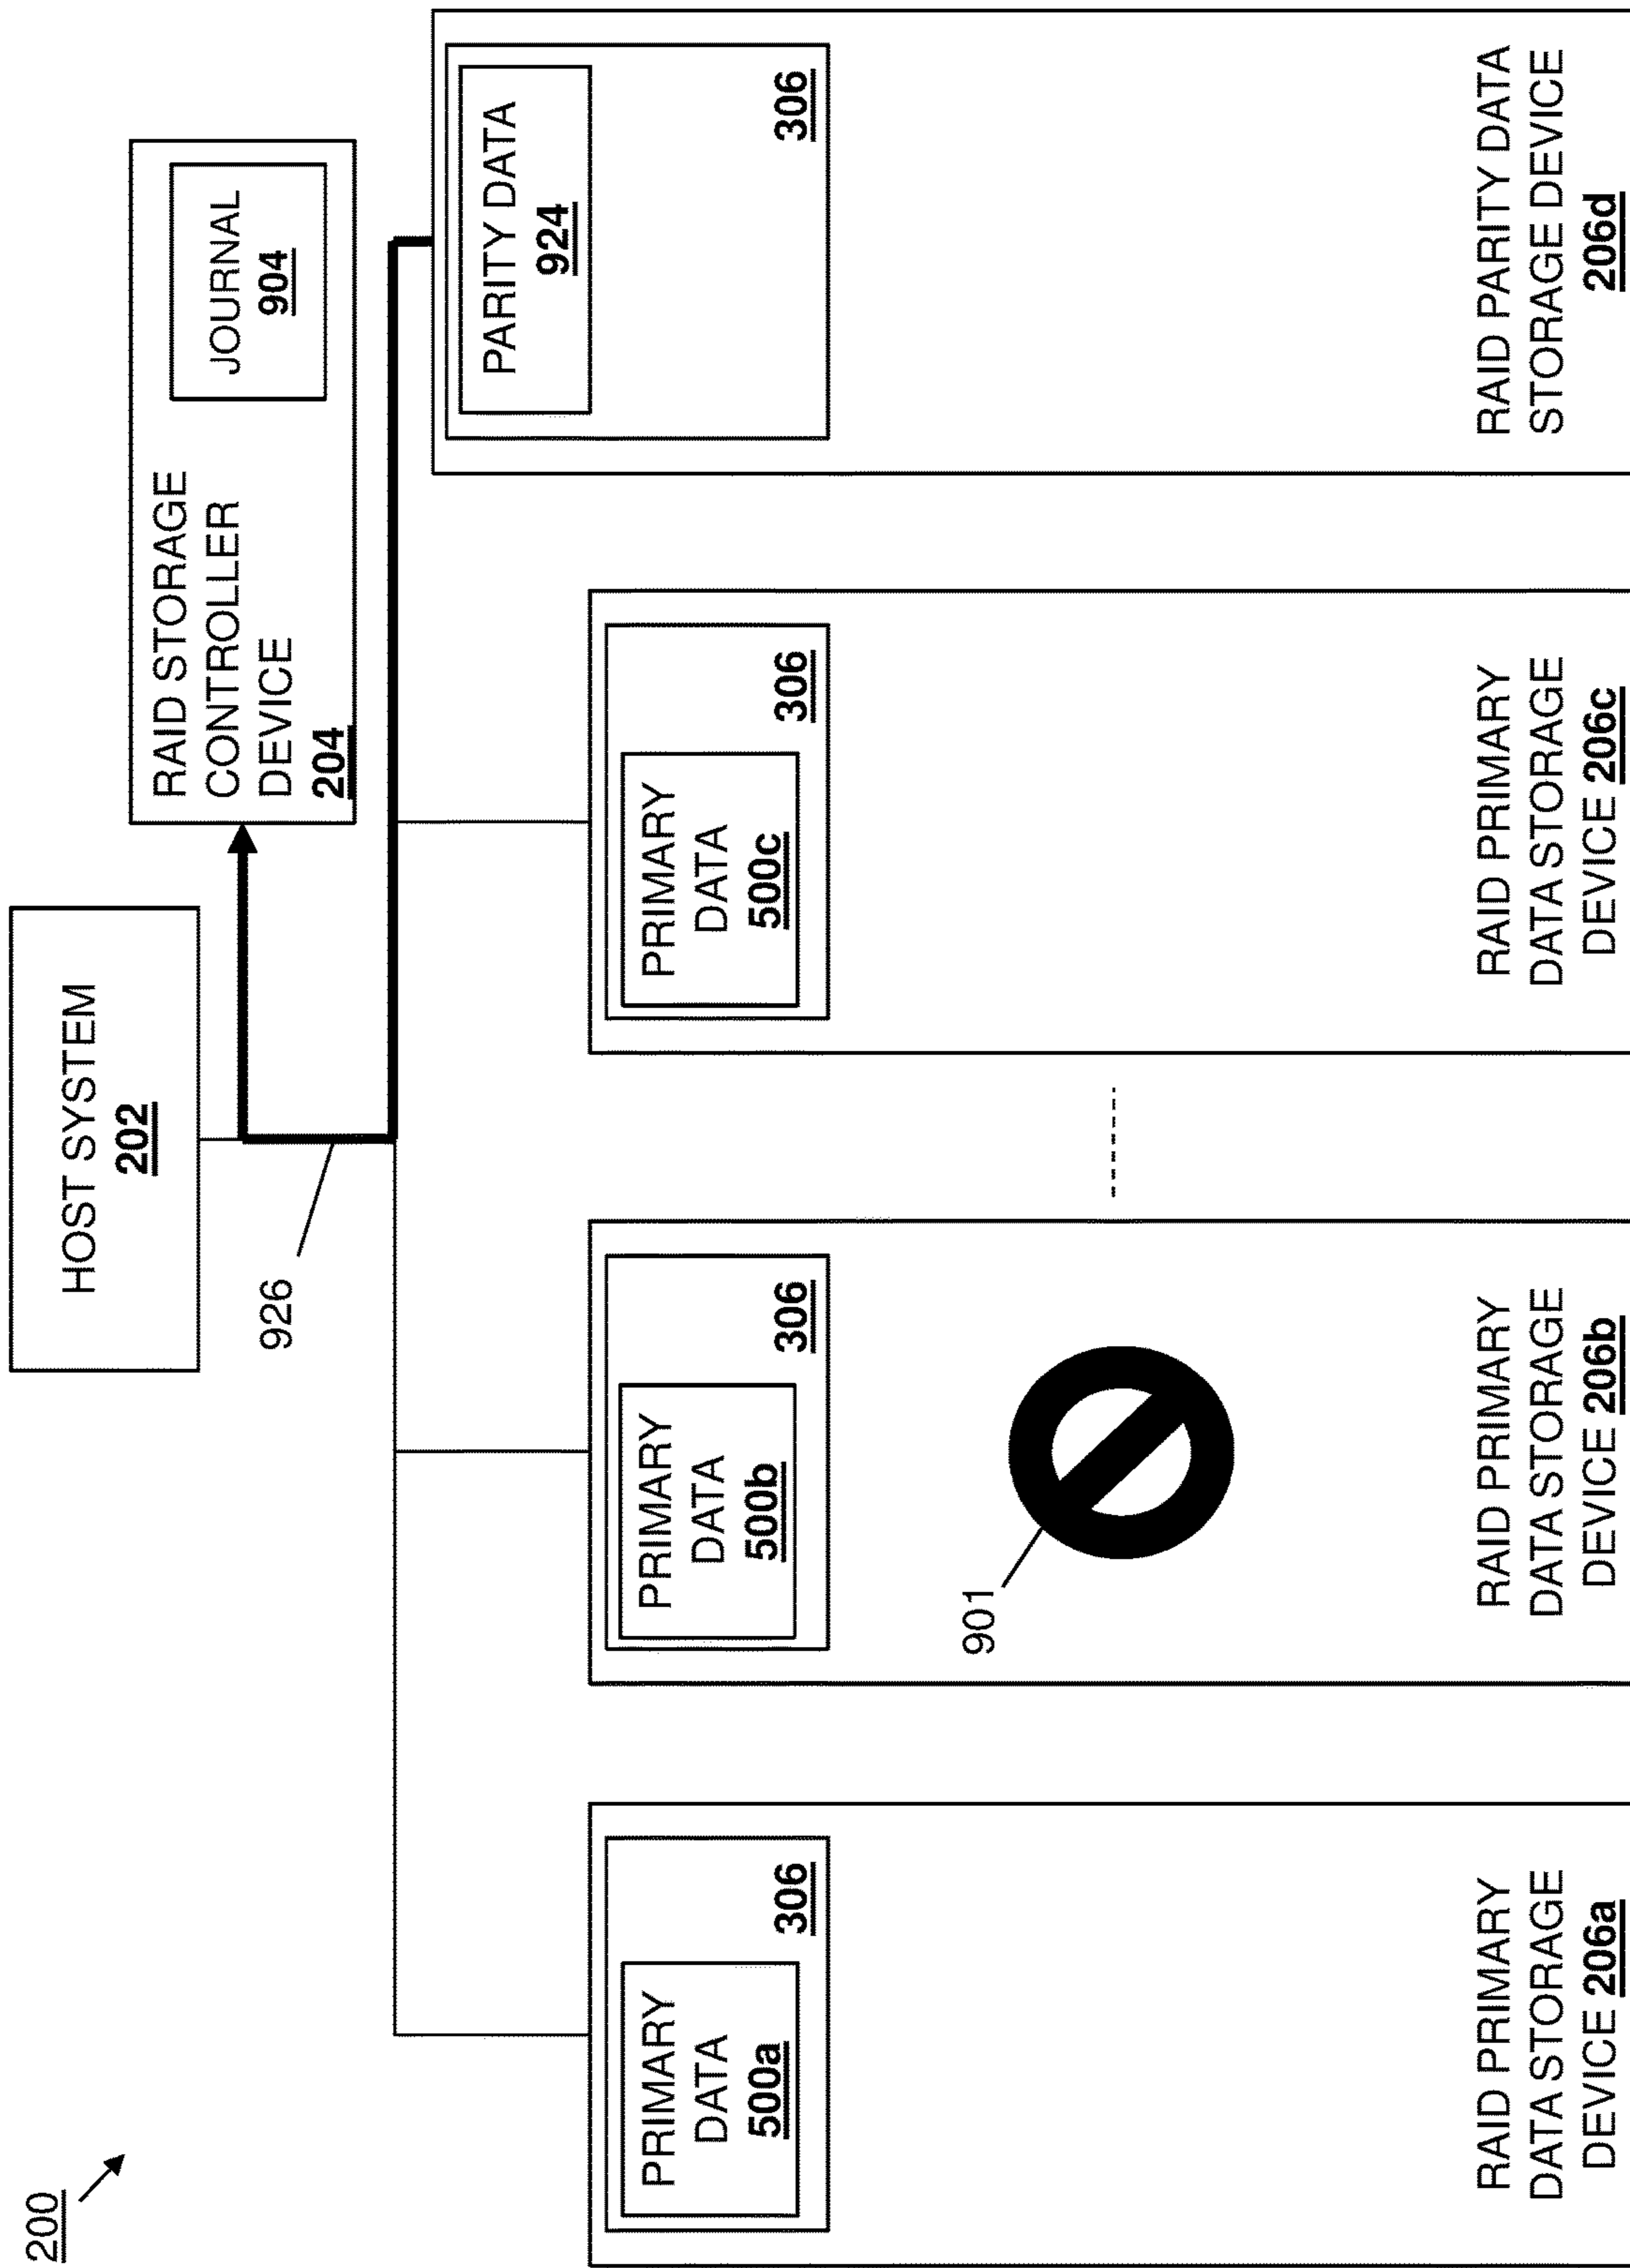 200
HOST SYSTEM
202
926
RAID STORAGE
CONTROLLER
DEVICE
204
JOURNAL
904
PRIMARY
DATA
500a
306
RAID PRIMARY
DATA STORAGE
DEVICE 206a
PRIMARY
DATA
500b
306
901
RAID PRIMARY
DATA STORAGE
DEVICE 206b
PRIMARY
DATA
500c
306
RAID PRIMARY
DATA STORAGE
DEVICE 206c
PARITY DATA
924
306
RAID PARITY DATA
STORAGE DEVICE
206d